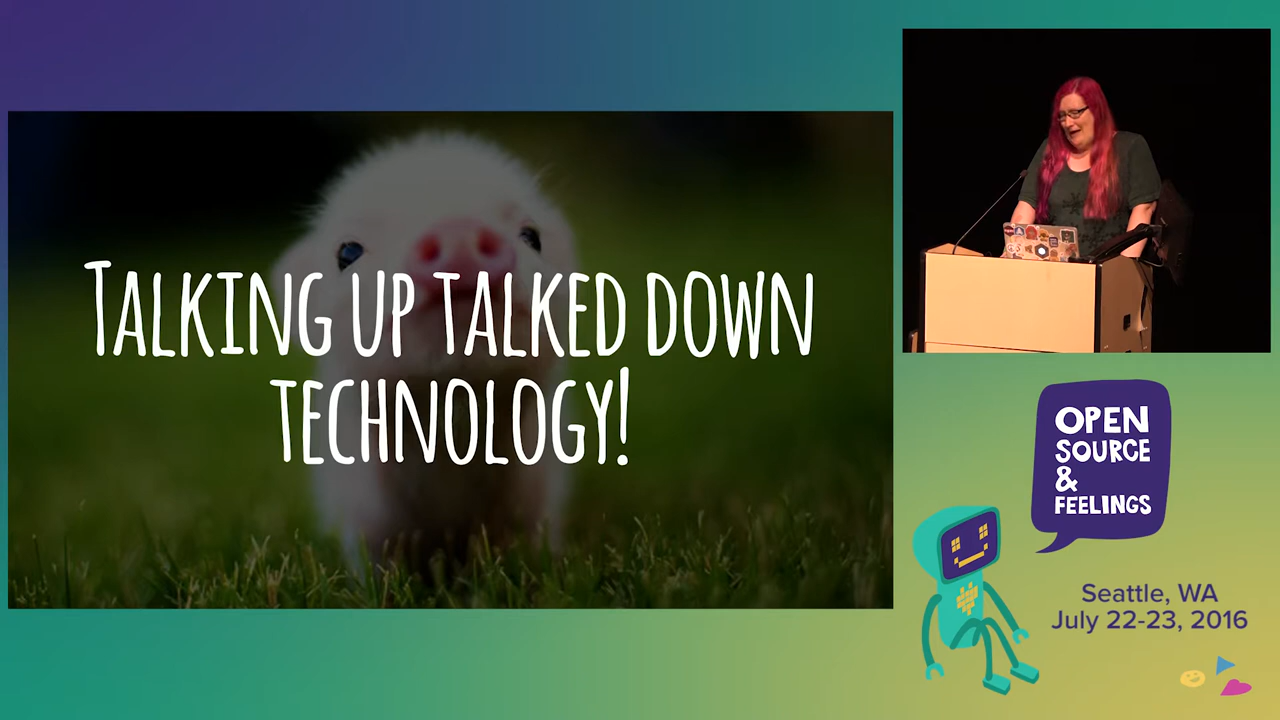 TALKING UP TALKED DOWN
TECHNOLOGY!
OPEN
SOURCE
&
FEELINGS
Seattle, WA
July 22-23, 2016